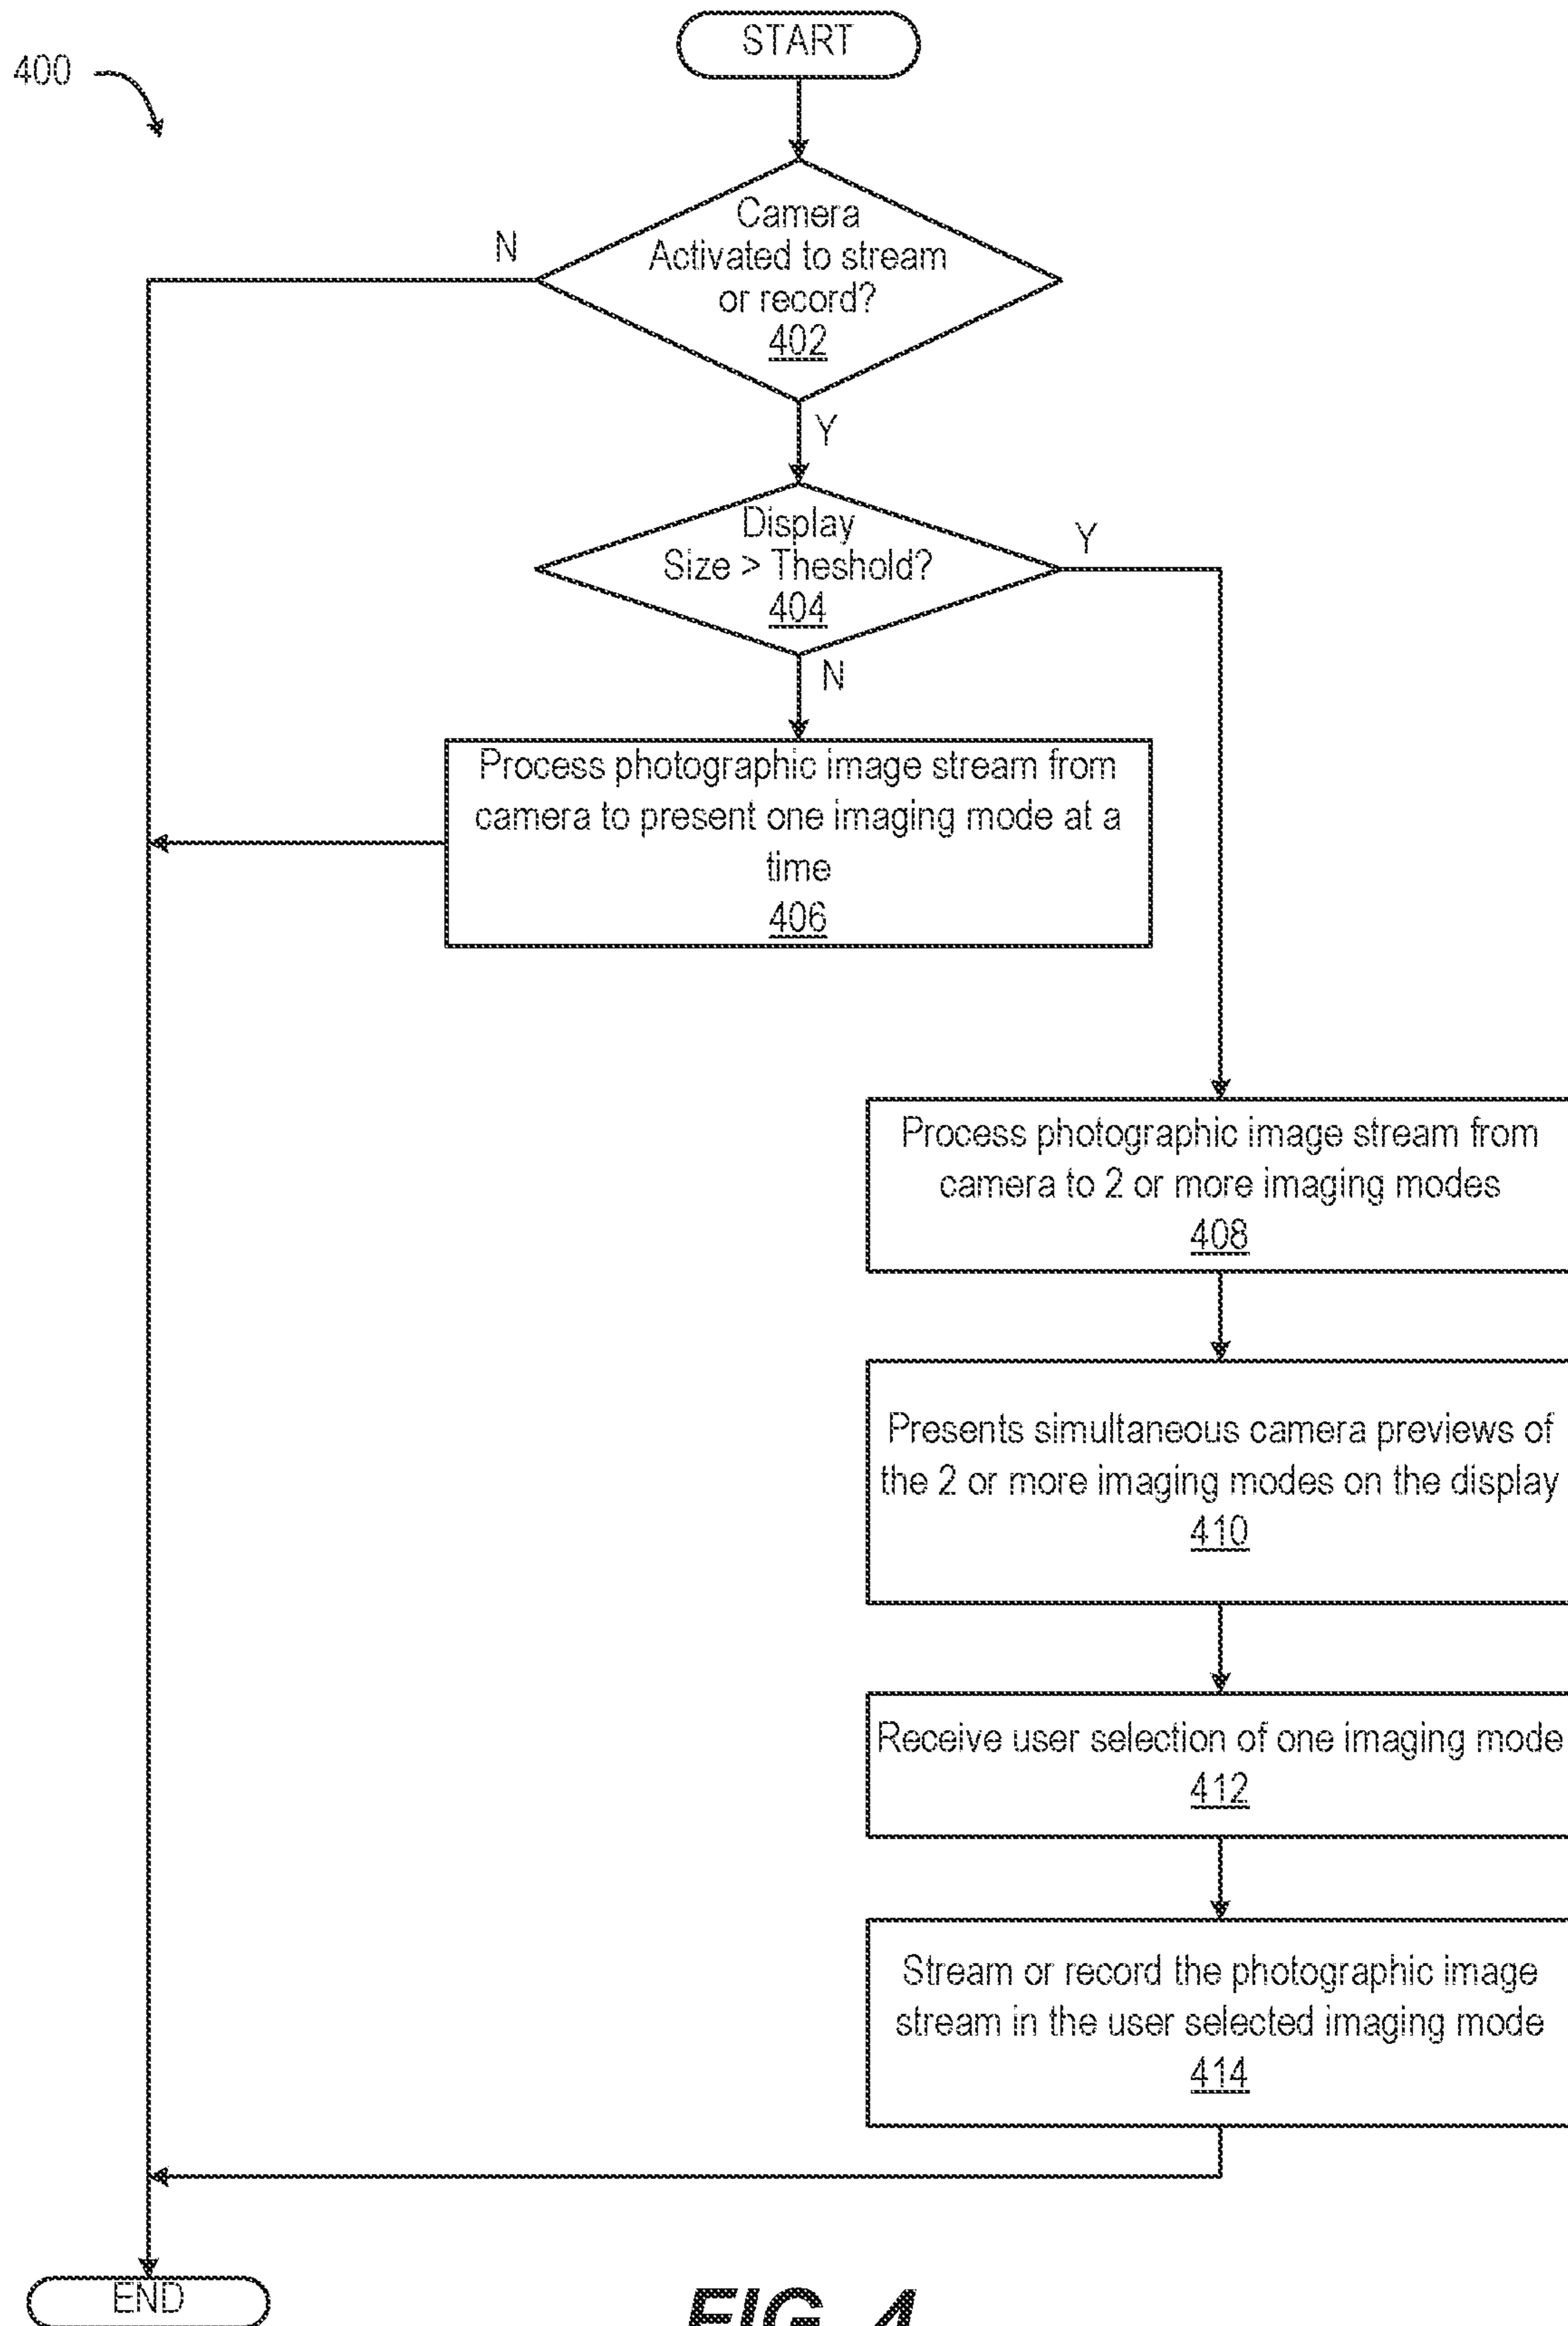 START
400
Camera
Activated to stream
or record?
402
N
Y
Display
Size > Theshold?
404
Y
N
Process photographic image stream from
camera to present one imaging mode at a
time
406
Process photographic image stream from
camera to 2 or more imaging modes
408
Presents simultaneous camera previews of
the 2 or more imaging modes on the display
410
Receive user selection of one imaging mode
412
Stream or record the photographic image
stream in the user selected imaging mode
414
END
FIG. 4